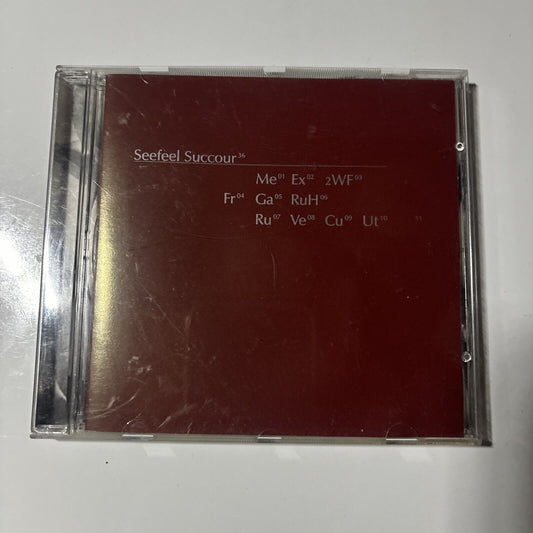 Seefeel Succour³⁶
Me⁰¹ Ex⁰² 2WF⁰³
Fr⁰⁴ Ga⁰⁵ RuH⁰⁶
Ru⁰⁷ Ve⁰⁸ Cu⁰⁹ Ut¹⁰ ¹¹